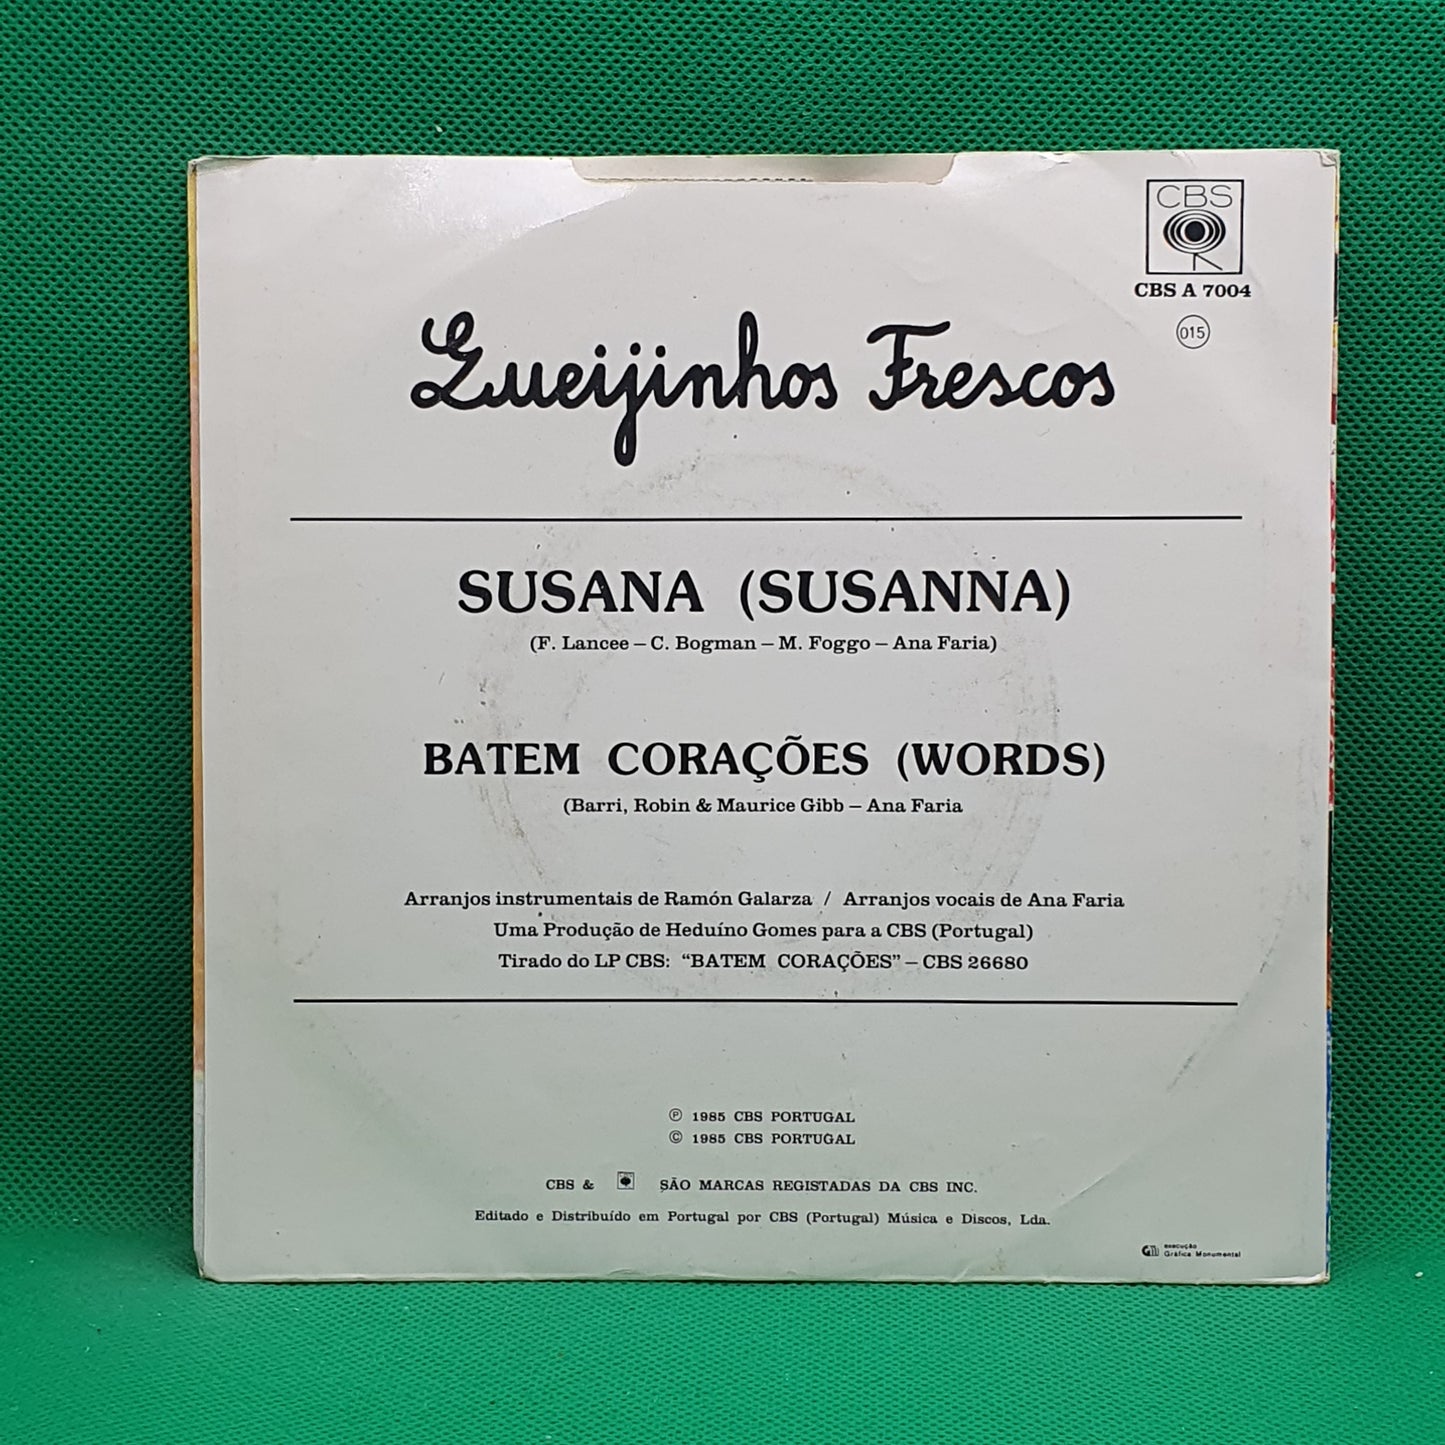 CBS
CBS A 7004
015
Queijinhos Frescos
SUSANA (SUSANNA)
(F. Lancee – C. Bogman – M. Foggo – Ana Faria)
BATEM CORAÇÕES (WORDS)
(Barri, Robin & Maurice Gibb – Ana Faria
Arranjos instrumentais de Ramón Galarza / Arranjos vocais de Ana Faria
Uma Produção de Heduíno Gomes para a CBS (Portugal)
Tirado do LP CBS: “BATEM CORAÇÕES” – CBS 26680
℗ 1985 CBS PORTUGAL
© 1985 CBS PORTUGAL
CBS & SÃO MARCAS REGISTADAS DA CBS INC.
Editado e Distribuído em Portugal por CBS (Portugal) Música e Discos, Lda.
execução
Gráfica Monumental